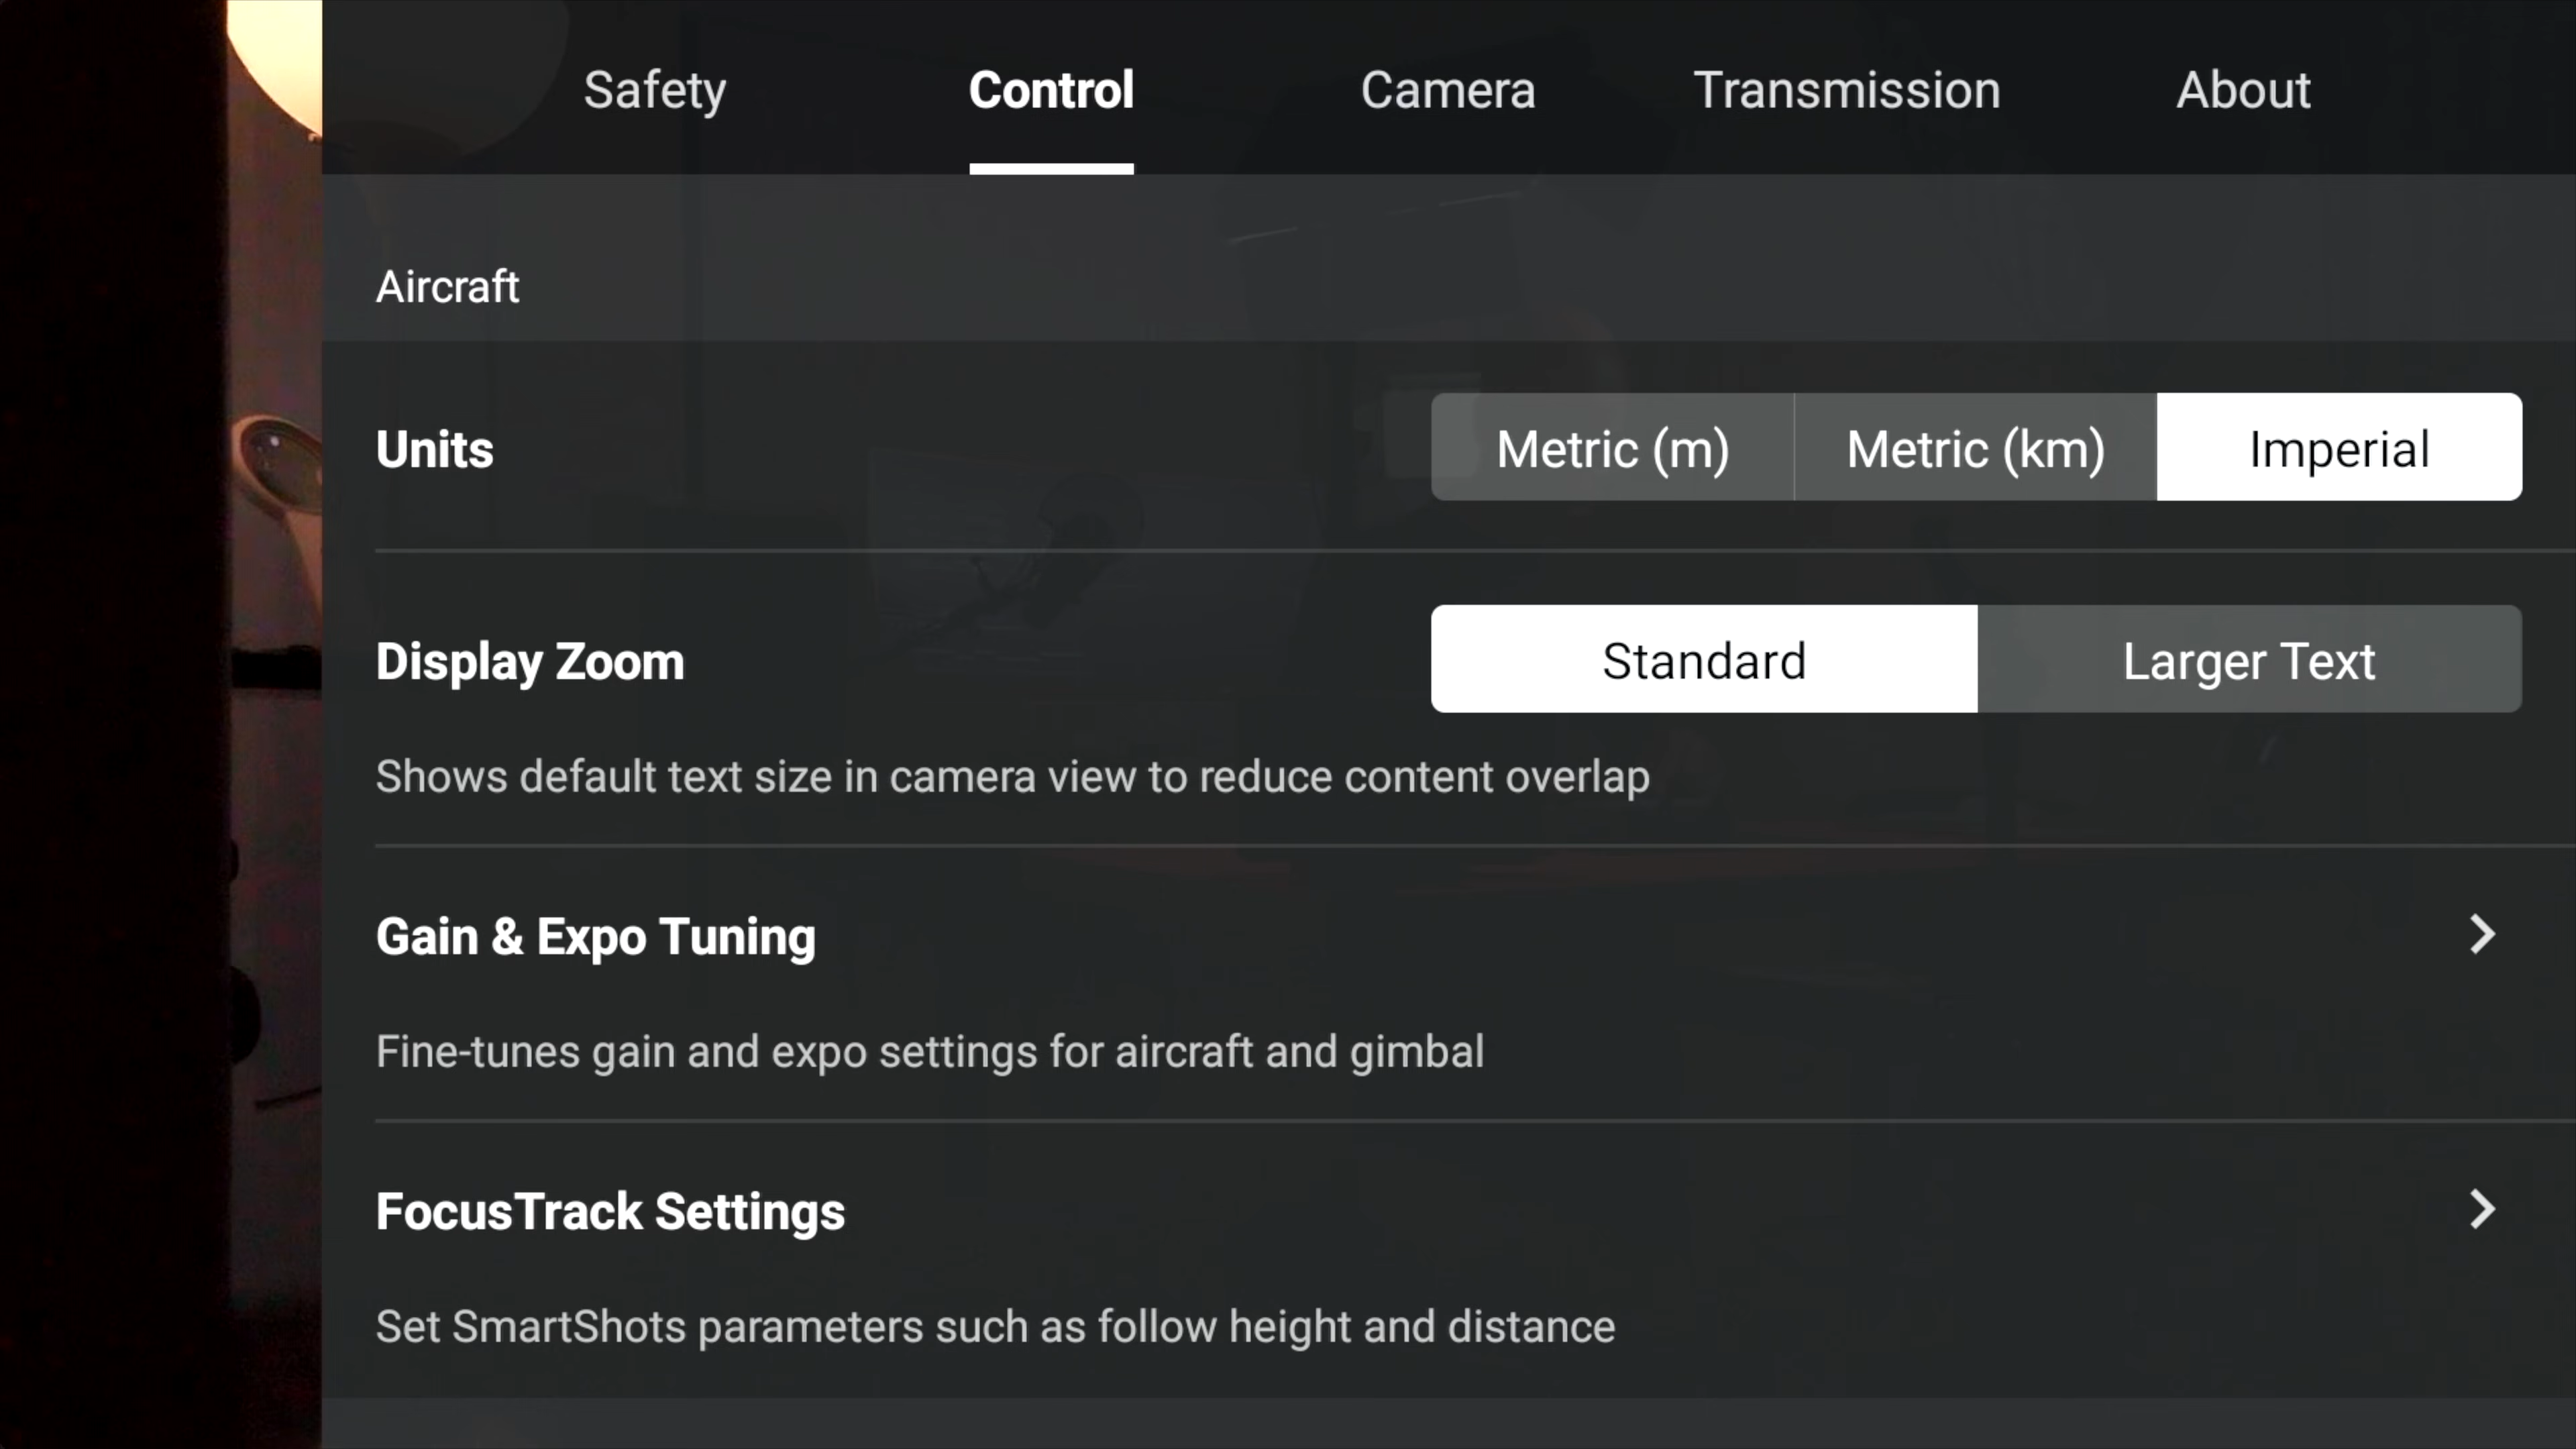 Safety Control Camera Transmission About
Aircraft
Units Metric (m) Metric (km) Imperial
Display Zoom Standard Larger Text
Shows default text size in camera view to reduce content overlap
Gain & Expo Tuning
Fine-tunes gain and expo settings for aircraft and gimbal
FocusTrack Settings
Set SmartShots parameters such as follow height and distance